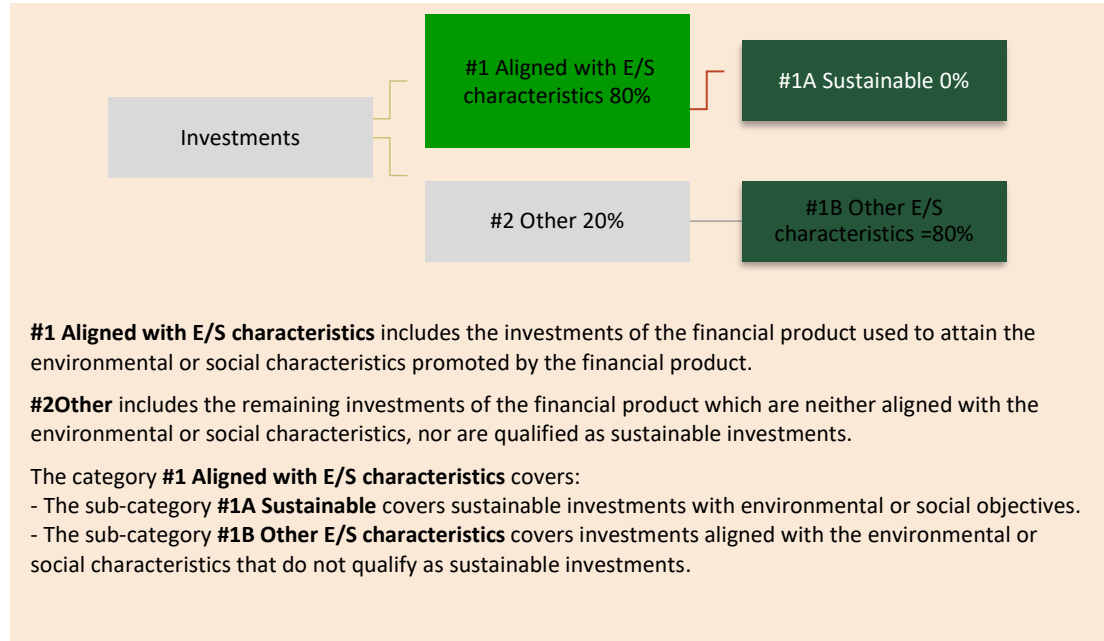 #1 Aligned with E/S
characteristics 80%
#1A Sustainable 0%
Investments
#2 Other 20%
#1B Other E/S
characteristics =80%
#1 Aligned with E/S characteristics includes the investments of the financial product used to attain the
environmental or social characteristics promoted by the financial product.
#2Other includes the remaining investments of the financial product which are neither aligned with the
environmental or social characteristics, nor are qualified as sustainable investments.
The category #1 Aligned with E/S characteristics covers:
- The sub-category #1A Sustainable covers sustainable investments with environmental or social objectives.
- The sub-category #1B Other E/S characteristics covers investments aligned with the environmental or
social characteristics that do not qualify as sustainable investments.